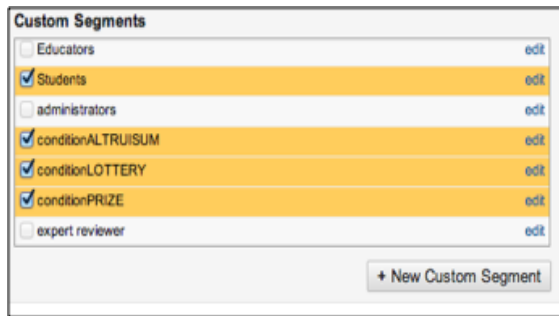 Custom Segments
Educators edit
Students edit
administrators edit
conditionALTRUISUM edit
conditionLOTTERY edit
conditionPRIZE edit
expert reviewer edit
+ New Custom Segment